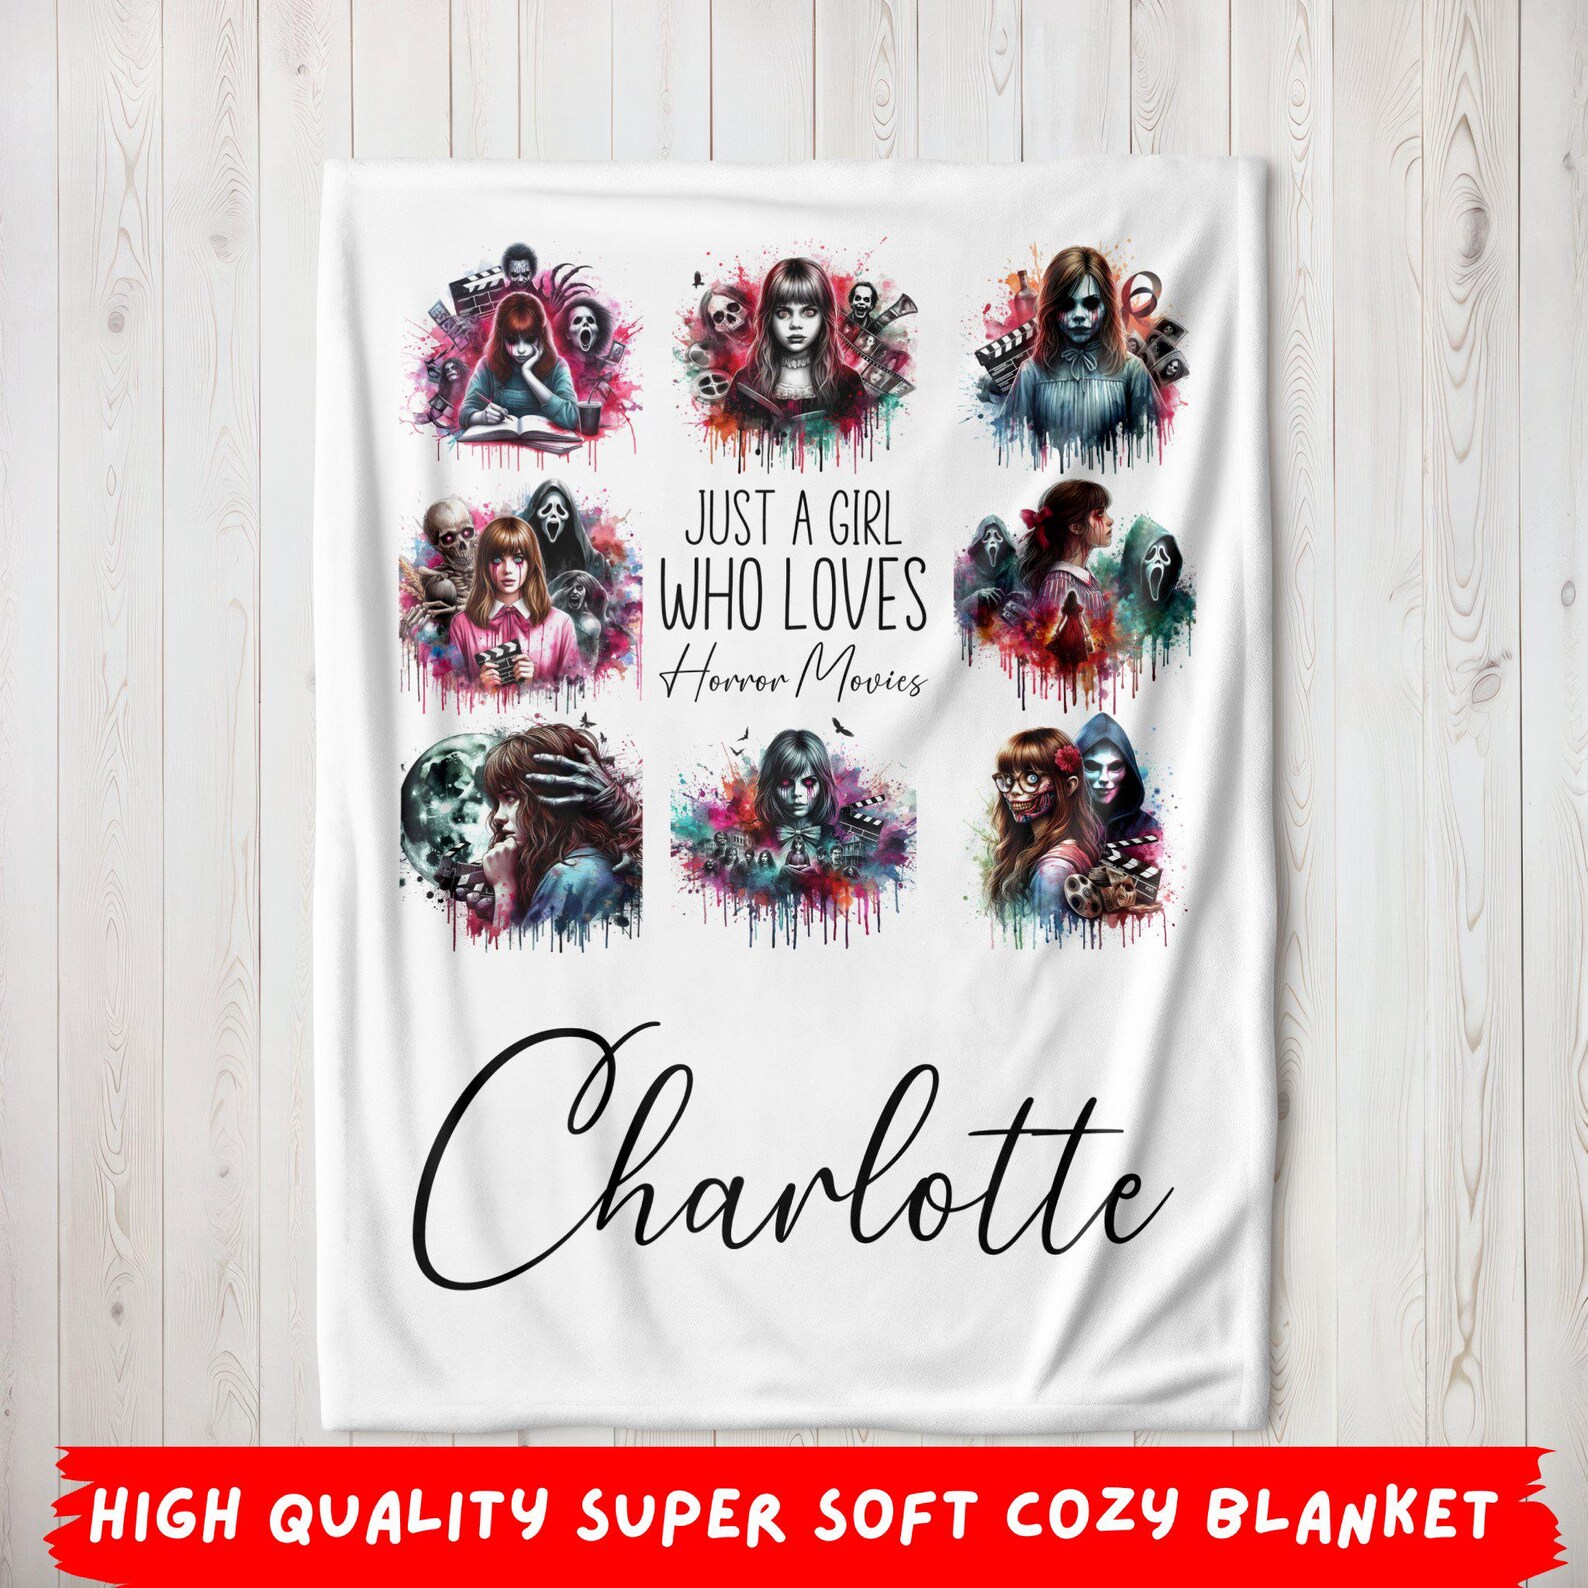 JUST A GIRL
WHO LOVES
Horror Movies
Charlotte
HIGH QUALITY SUPER SOFT COZY BLANKET